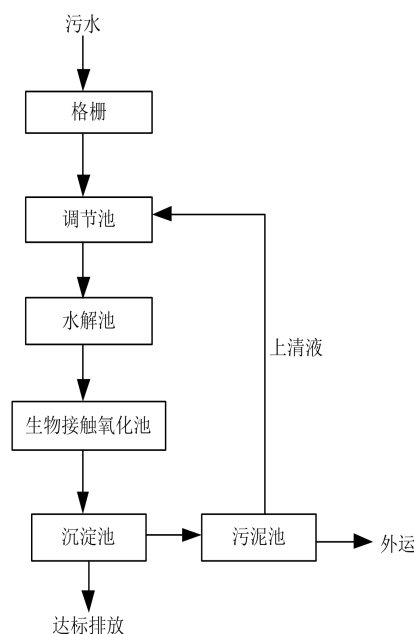 污水
格栅
调节池
水解池
上清液
生物接触氧化池
沉淀池
污泥池
外运
达标排放